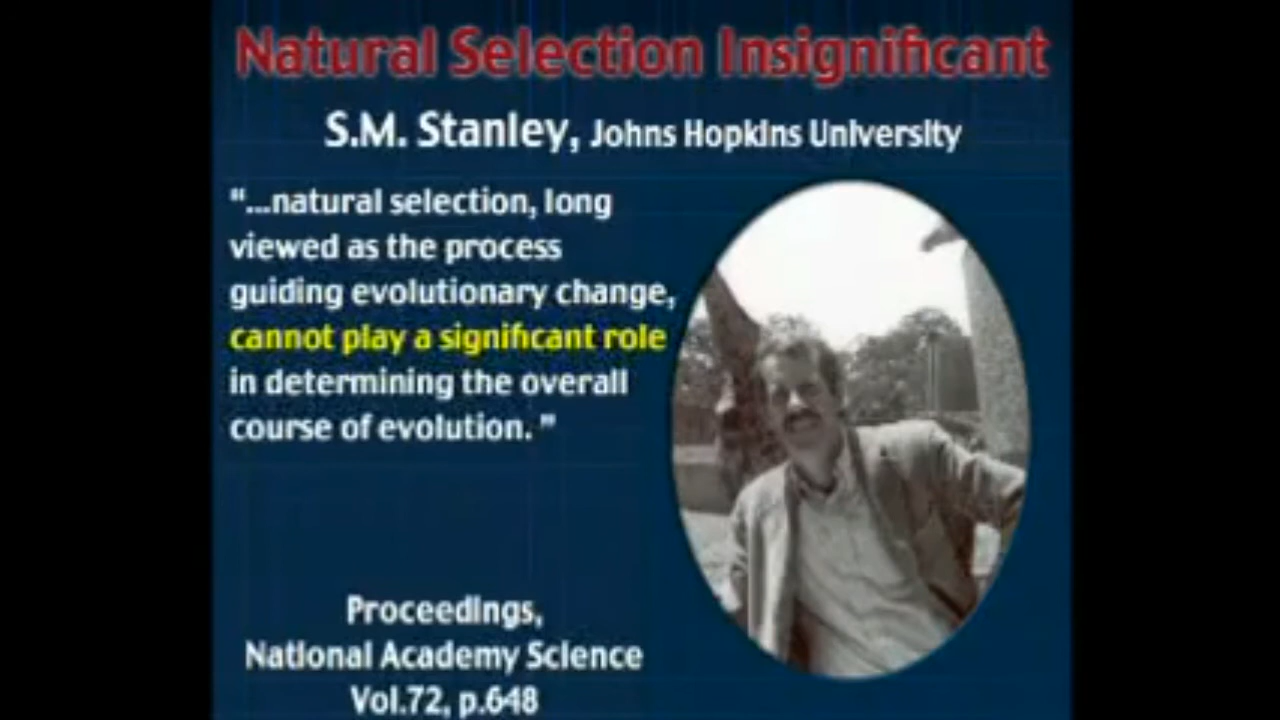 Natural Selection Insignificant
S.M. Stanley, Johns Hopkins University
"...natural selection, long
viewed as the process
guiding evolutionary change,
cannot play a significant role
in determining the overall
course of evolution. "
Proceedings,
National Academy Science
Vol.72, p.648